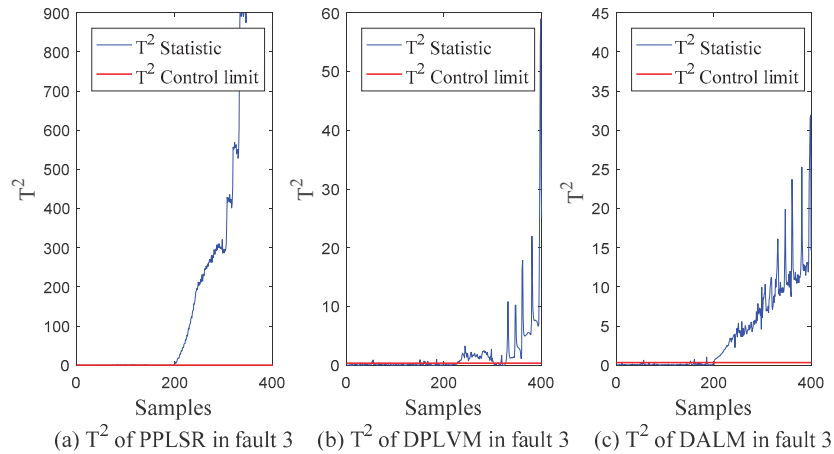 900
800
700
600
500
400
300
200
100
0
T² Statistic
T² Control limit
T²
0 200 400
Samples
(a) T² of PPLSR in fault 3
60
50
40
30
20
10
0
T² Statistic
T² Control limit
T²
0 200 400
Samples
(b) T² of DPLVM in fault 3
45
40
35
30
25
20
15
10
5
0
T² Statistic
T² Control limit
T²
0 200 400
Samples
(c) T² of DALM in fault 3